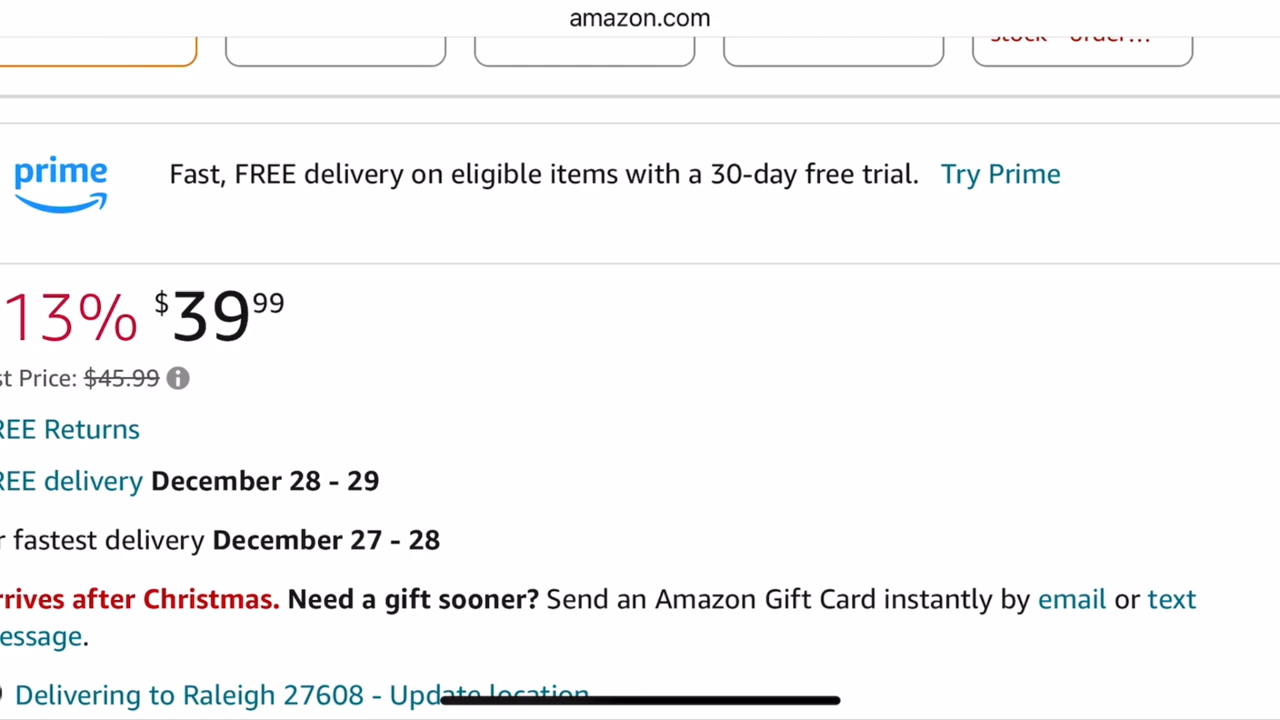 amazon.com
prime
Fast, FREE delivery on eligible items with a 30-day free trial. Try Prime
13% $39 99
st Price: $45.99
REE Returns
REE delivery December 28 - 29
r fastest delivery December 27 - 28
rrives after Christmas. Need a gift sooner? Send an Amazon Gift Card instantly by email or text
essage.
Delivering to Raleigh 27608 - Update location